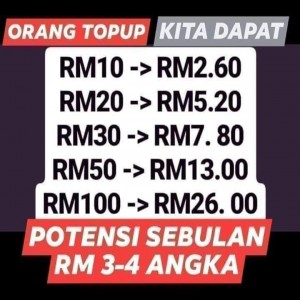 ORANG TOPUP KITA DAPAT
RM10 -> RM2.60
RM20 -> RM5.20
RM30 -> RM7. 80
RM50 -> RM13.00
RM100 -> RM26. 00
POTENSI SEBULAN
RM 3-4 ANGKA